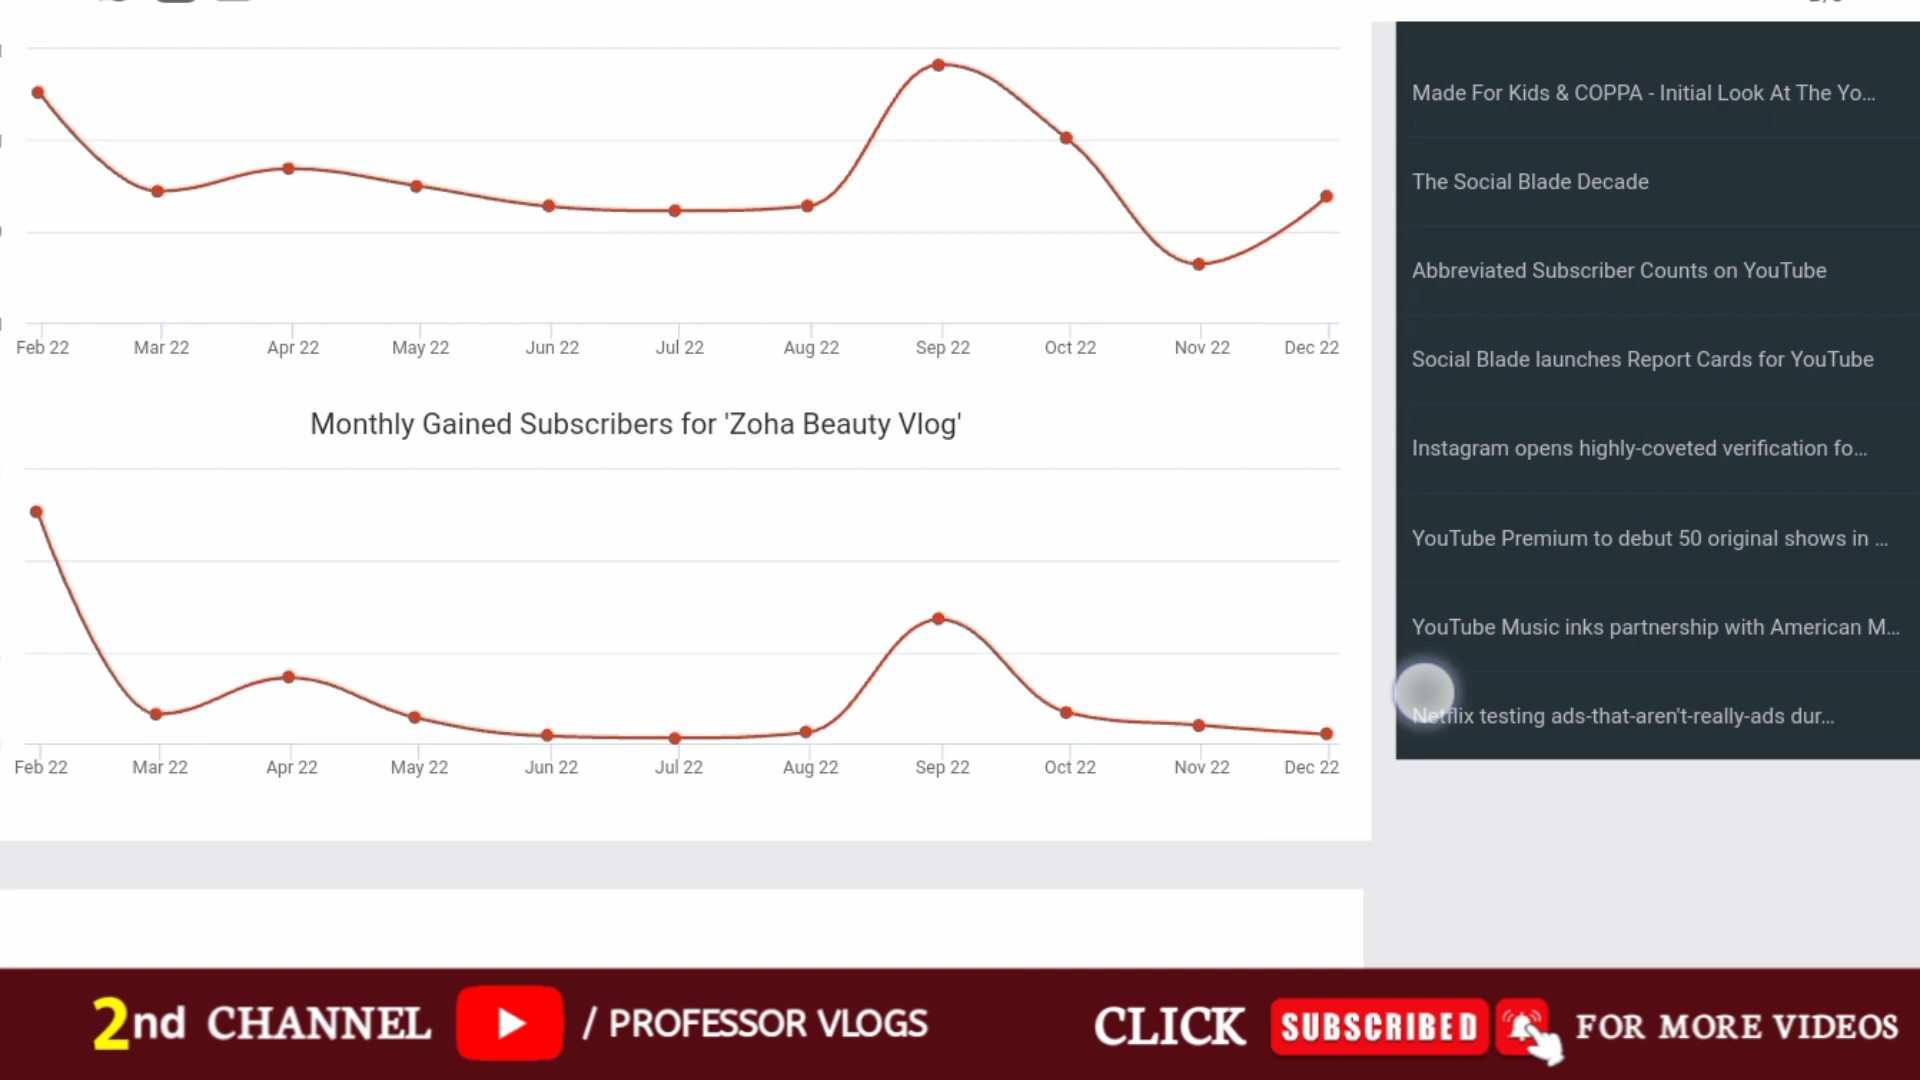 Feb 22 Mar 22 Apr 22 May 22 Jun 22 Jul 22 Aug 22 Sep 22 Oct 22 Nov 22 Dec 22
Monthly Gained Subscribers for 'Zoha Beauty Vlog'
Feb 22 Mar 22 Apr 22 May 22 Jun 22 Jul 22 Aug 22 Sep 22 Oct 22 Nov 22 Dec 22
Made For Kids & COPPA - Initial Look At The Yo...
The Social Blade Decade
Abbreviated Subscriber Counts on YouTube
Social Blade launches Report Cards for YouTube
Instagram opens highly-coveted verification fo...
YouTube Premium to debut 50 original shows in ...
YouTube Music inks partnership with American M...
Netflix testing ads-that-aren't-really-ads dur...
2nd CHANNEL / PROFESSOR VLOGS CLICK SUBSCRIBED FOR MORE VIDEOS